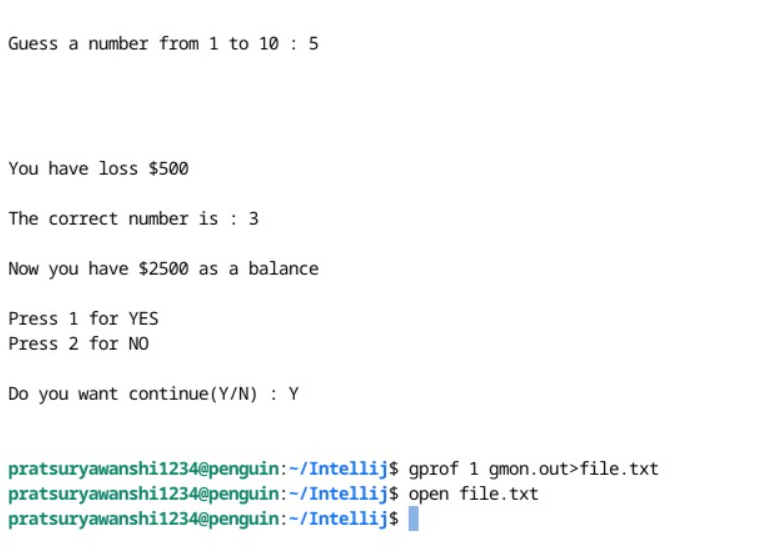 Guess a number from 1 to 10 : 5
You have loss $500
The correct number is : 3
Now you have $2500 as a balance
Press 1 for YES
Press 2 for NO
Do you want continue(Y/N) : Y
pratsuryawanshi1234@penguin:~/Intellij$ gprof 1 gmon.out>file.txt
pratsuryawanshi1234@penguin:~/Intellij$ open file.txt
pratsuryawanshi1234@penguin:~/Intellij$